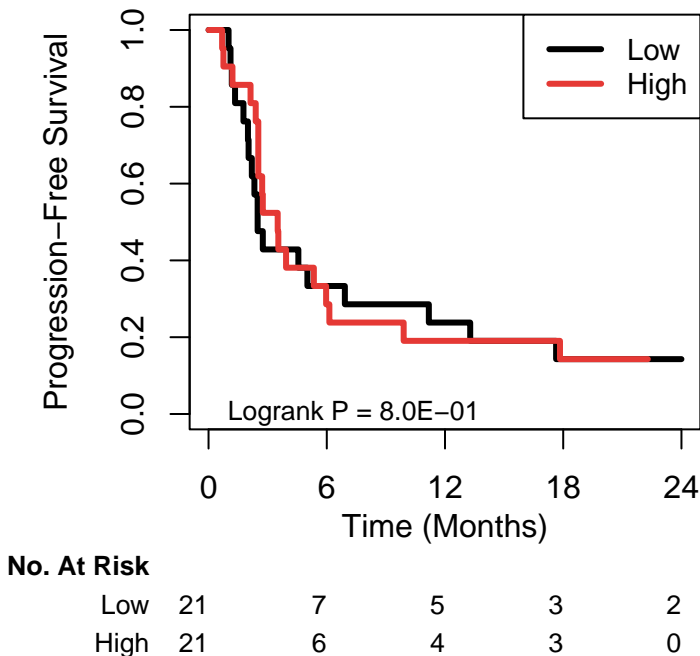 Progression−Free Survival
1.0
0.8
0.6
0.4
0.2
0.0
Low
High
Logrank P = 8.0E−01
0 6 12 18 24
Time (Months)
No. At Risk
Low 21 7 5 3 2
High 21 6 4 3 0